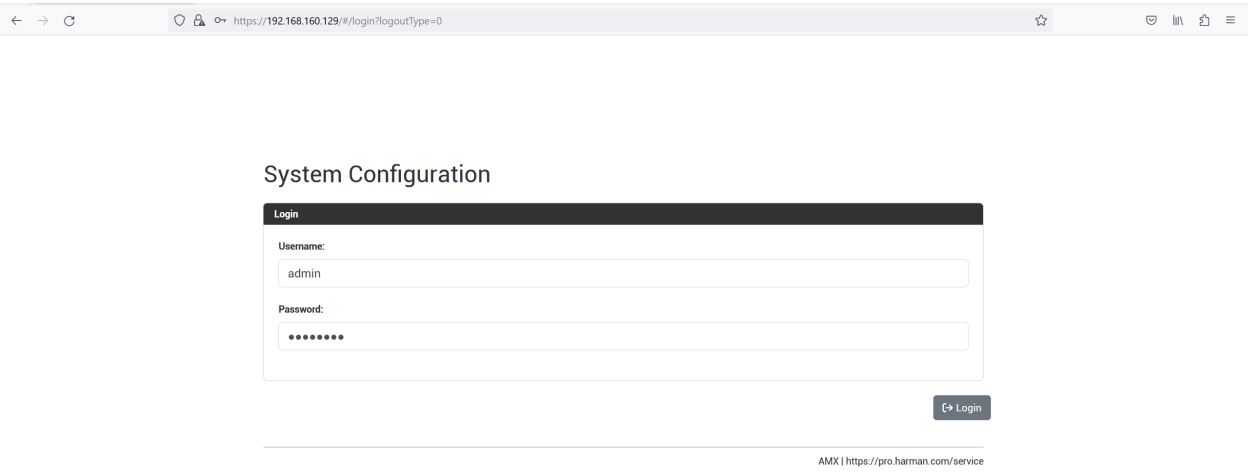 https://192.168.160.129/#/login?logoutType=0
System Configuration
Login
Username:
admin
Password:
••••••••
Login
AMX | https://pro.harman.com/service